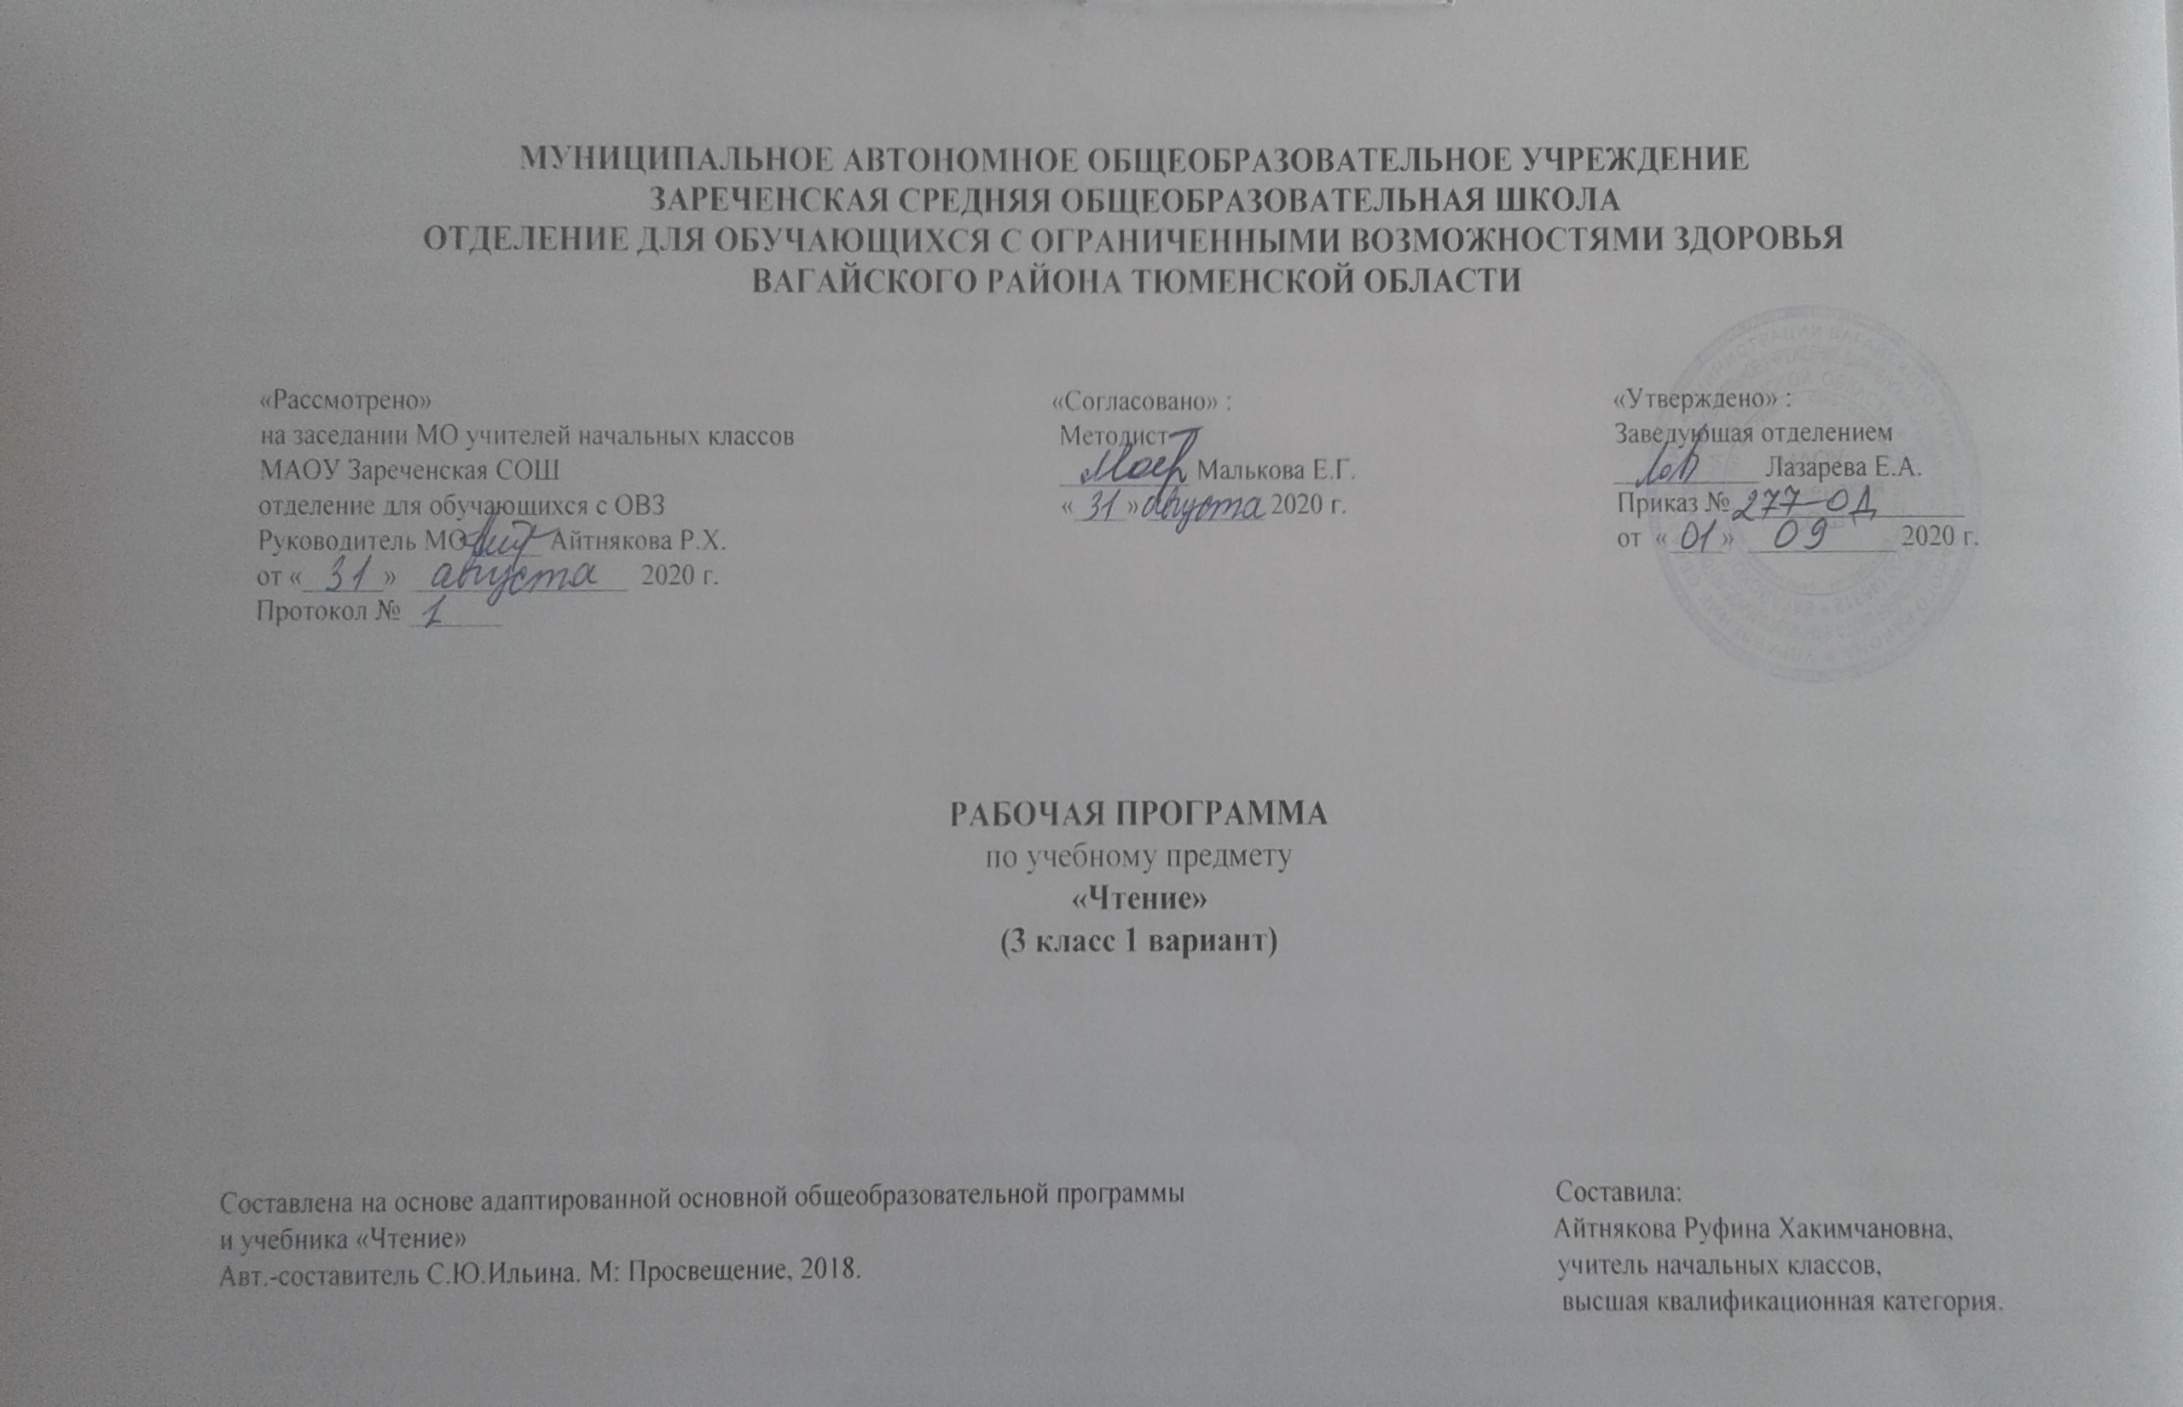 МУНИЦИПАЛЬНОЕ АВТОНОМНОЕ ОБЩЕОБРАЗОВАТЕЛЬНОЕ УЧРЕЖДЕНИЕ
ЗАРЕЧЕНСКАЯ СРЕДНЯЯ ОБЩЕОБРАЗОВАТЕЛЬНАЯ ШКОЛА
ОТДЕЛЕНИЕ ДЛЯ ОБУЧАЮЩИХСЯ С ОГРАНИЧЕННЫМИ ВОЗМОЖНОСТЯМИ ЗДОРОВЬЯ
ВАГАЙСКОГО РАЙОНА ТЮМЕНСКОЙ ОБЛАСТИ
«Рассмотрено»
на заседании МО учителей начальных классов
МАОУ Зареченская СОШ
отделение для обучающихся с ОВЗ
Руководитель МО Айтнякова Р.Х.
от « 31 » августа 2020 г.
Протокол № 1
«Согласовано» :
Методист
Малькова Е.Г.
« 31 » августа 2020 г.
«Утверждено» :
Заведующая отделением
Лазарева Е.А.
Приказ № 277-ОД
от « 01 » 09 2020 г.
РАБОЧАЯ ПРОГРАММА
по учебному предмету
«Чтение»
(3 класс 1 вариант)
Составлена на основе адаптированной основной общеобразовательной программы
и учебника «Чтение»
Авт.-составитель С.Ю.Ильина. М: Просвещение, 2018.
Составила:
Айтнякова Руфина Хакимчановна,
учитель начальных классов,
высшая квалификационная категория.